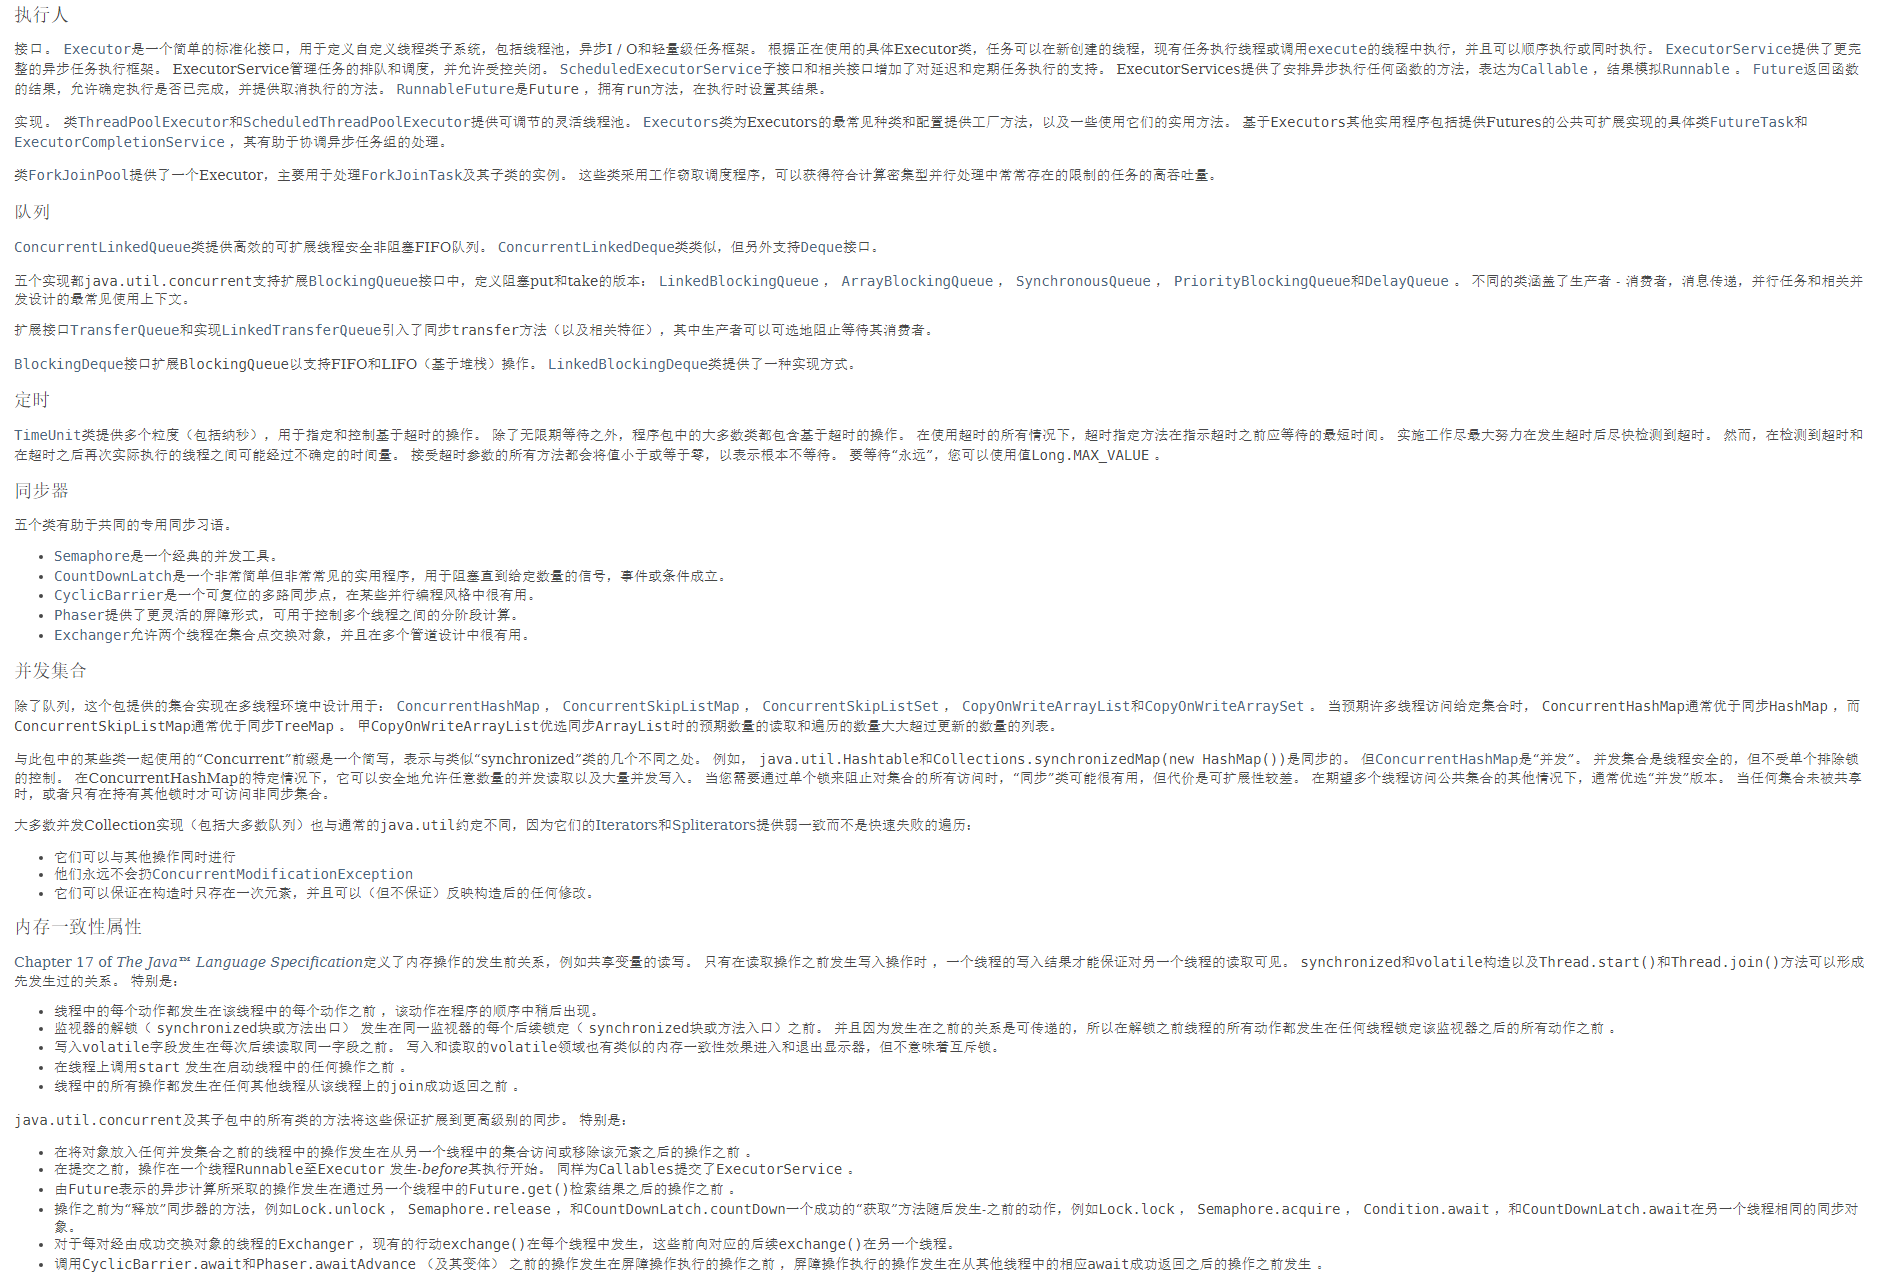 执行人
接口。 Executor是一个简单的标准化接口，用于定义自定义线程类子系统，包括线程池，异步I / O和轻量级任务框架。 根据正在使用的具体Executor类，任务可以在新创建的线程，现有任务执行线程或调用execute的线程中执行，并且可以顺序执行或同时执行。 ExecutorService提供了更完
整的异步任务执行框架。 ExecutorService管理任务的排队和调度，并允许受控关闭。 ScheduledExecutorService子接口和相关接口增加了对延迟和定期任务执行的支持。 ExecutorServices提供了安排异步执行任何函数的方法，表达为Callable ，结果模拟Runnable 。 Future返回函数
的结果，允许确定执行是否已完成，并提供取消执行的方法。 RunnableFuture是Future ，拥有run方法，在执行时设置其结果。
实现。 类ThreadPoolExecutor和ScheduledThreadPoolExecutor提供可调节的灵活线程池。 Executors类为Executors的最常见种类和配置提供工厂方法，以及一些使用它们的实用方法。 基于Executors其他实用程序包括提供Futures的公共可扩展实现的具体类FutureTask和
ExecutorCompletionService ，其有助于协调异步任务组的处理。
类ForkJoinPool提供了一个Executor，主要用于处理ForkJoinTask及其子类的实例。 这些类采用工作窃取调度程序，可以获得符合计算密集型并行处理中常常存在的限制的任务的高吞吐量。
队列
ConcurrentLinkedQueue类提供高效的可扩展线程安全非阻塞FIFO队列。 ConcurrentLinkedDeque类类似，但另外支持Deque接口。
五个实现都java.util.concurrent支持扩展BlockingQueue接口中，定义阻塞put和take的版本： LinkedBlockingQueue ， ArrayBlockingQueue ， SynchronousQueue ， PriorityBlockingQueue和DelayQueue 。 不同的类涵盖了生产者 - 消费者，消息传递，并行任务和相关并
发设计的最常见使用上下文。
扩展接口TransferQueue和实现LinkedTransferQueue引入了同步transfer方法（以及相关特征），其中生产者可以可选地阻止等待其消费者。
BlockingDeque接口扩展BlockingQueue以支持FIFO和LIFO（基于堆栈）操作。 LinkedBlockingDeque类提供了一种实现方式。
定时
TimeUnit类提供多个粒度（包括纳秒），用于指定和控制基于超时的操作。 除了无限期等待之外，程序包中的大多数类都包含基于超时的操作。 在使用超时的所有情况下，超时指定方法在指示超时之前应等待的最短时间。 实施工作尽最大努力在发生超时后尽快检测到超时。 然而，在检测到超时和
在超时之后再次实际执行的线程之间可能经过不确定的时间量。 接受超时参数的所有方法都会将值小于或等于零，以表示根本不等待。 要等待“永远”，您可以使用值Long.MAX_VALUE 。
同步器
五个类有助于共同的专用同步习语。
• Semaphore是一个经典的并发工具。
• CountDownLatch是一个非常简单但非常常见的实用程序，用于阻塞直到给定数量的信号，事件或条件成立。
• CyclicBarrier是一个可复位的多路同步点，在某些并行编程风格中很有用。
• Phaser提供了更灵活的屏障形式，可用于控制多个线程之间的分阶段计算。
• Exchanger允许两个线程在集合点交换对象，并且在多个管道设计中很有用。
并发集合
除了队列，这个包提供的集合实现在多线程环境中设计用于： ConcurrentHashMap ， ConcurrentSkipListMap ， ConcurrentSkipListSet ， CopyOnWriteArrayList和CopyOnWriteArraySet 。 当预期许多线程访问给定集合时， ConcurrentHashMap通常优于同步HashMap ，而
ConcurrentSkipListMap通常优于同步TreeMap 。 甲CopyOnWriteArrayList优选同步ArrayList时的预期数量的读取和遍历的数量大大超过更新的数量的列表。
与此包中的某些类一起使用的“Concurrent”前缀是一个简写，表示与类似“synchronized”类的几个不同之处。 例如， java.util.Hashtable和Collections.synchronizedMap(new HashMap())是同步的。 但ConcurrentHashMap是“并发”。 并发集合是线程安全的，但不受单个排除锁
的控制。 在ConcurrentHashMap的特定情况下，它可以安全地允许任意数量的并发读取以及大量并发写入。 当您需要通过单个锁来阻止对集合的所有访问时，“同步”类可能很有用，但代价是可扩展性较差。 在期望多个线程访问公共集合的其他情况下，通常优选“并发”版本。 当任何集合未被共享
时，或者只有在持有其他锁时才可访问非同步集合。
大多数并发Collection实现（包括大多数队列）也与通常的java.util约定不同，因为它们的Iterators和Spliterators提供弱一致而不是快速失败的遍历：
• 它们可以与其他操作同时进行
• 他们永远不会扔ConcurrentModificationException
• 它们可以保证在构造时只存在一次元素，并且可以（但不保证）反映构造后的任何修改。
内存一致性属性
Chapter 17 of The Java™ Language Specification定义了内存操作的发生前关系，例如共享变量的读写。 只有在读取操作之前发生写入操作时 ，一个线程的写入结果才能保证对另一个线程的读取可见。 synchronized和volatile构造以及Thread.start()和Thread.join()方法可以形成
先发生过的关系。 特别是：
• 线程中的每个动作都发生在该线程中的每个动作之前 ，该动作在程序的顺序中稍后出现。
• 监视器的解锁（ synchronized块或方法出口） 发生在同一监视器的每个后续锁定（ synchronized块或方法入口）之前。 并且因为发生在之前的关系是可传递的，所以在解锁之前线程的所有动作都发生在任何线程锁定该监视器之后的所有动作之前 。
• 写入volatile字段发生在每次后续读取同一字段之前。 写入和读取的volatile领域也有类似的内存一致性效果进入和退出显示器，但不意味着互斥锁。
• 在线程上调用start 发生在启动线程中的任何操作之前 。
• 线程中的所有操作都发生在任何其他线程从该线程上的join成功返回之前 。
java.util.concurrent及其子包中的所有类的方法将这些保证扩展到更高级别的同步。 特别是：
• 在将对象放入任何并发集合之前的线程中的操作发生在从另一个线程中的集合访问或移除该元素之后的操作之前 。
• 在提交之前，操作在一个线程Runnable至Executor 发生-before其执行开始。 同样为Callables提交了ExecutorService 。
• 由Future表示的异步计算所采取的操作发生在通过另一个线程中的Future.get()检索结果之后的操作之前 。
• 操作之前为“释放”同步器的方法，例如Lock.unlock ， Semaphore.release ，和CountDownLatch.countDown一个成功的“获取”方法随后发生-之前的动作，例如Lock.lock ， Semaphore.acquire ， Condition.await ，和CountDownLatch.await在另一个线程相同的同步对
象。
• 对于每对经由成功交换对象的线程的Exchanger ，现有的行动exchange()在每个线程中发生，这些前向对应的后续exchange()在另一个线程。
• 调用CyclicBarrier.await和Phaser.awaitAdvance （及其变体） 之前的操作发生在屏障操作执行的操作之前 ，屏障操作执行的操作发生在从其他线程中的相应await成功返回之后的操作之前发生 。